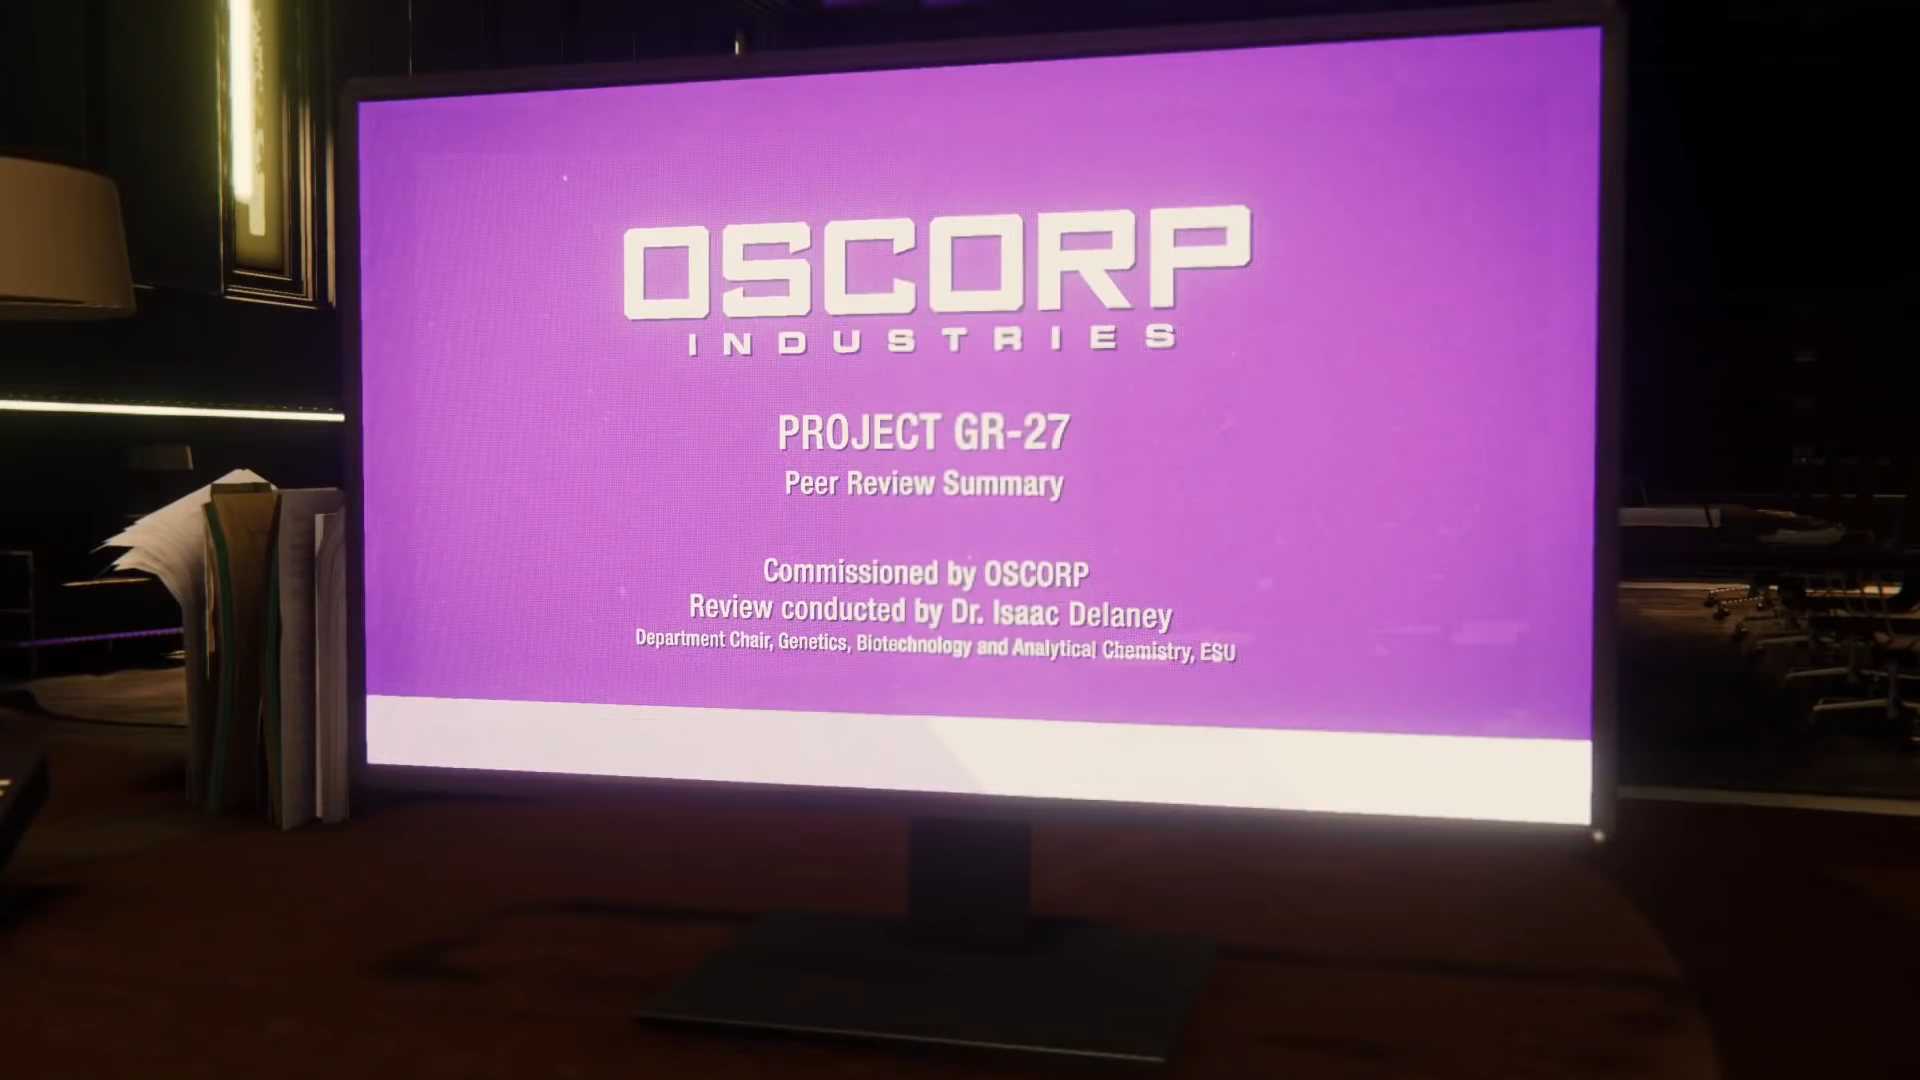 OSCORP
INDUSTRIES
PROJECT GR-27
Peer Review Summary
Commissioned by OSCORP
Review conducted by Dr. Isaac Delaney
Department Chair, Genetics, Biotechnology and Analytical Chemistry, ESU